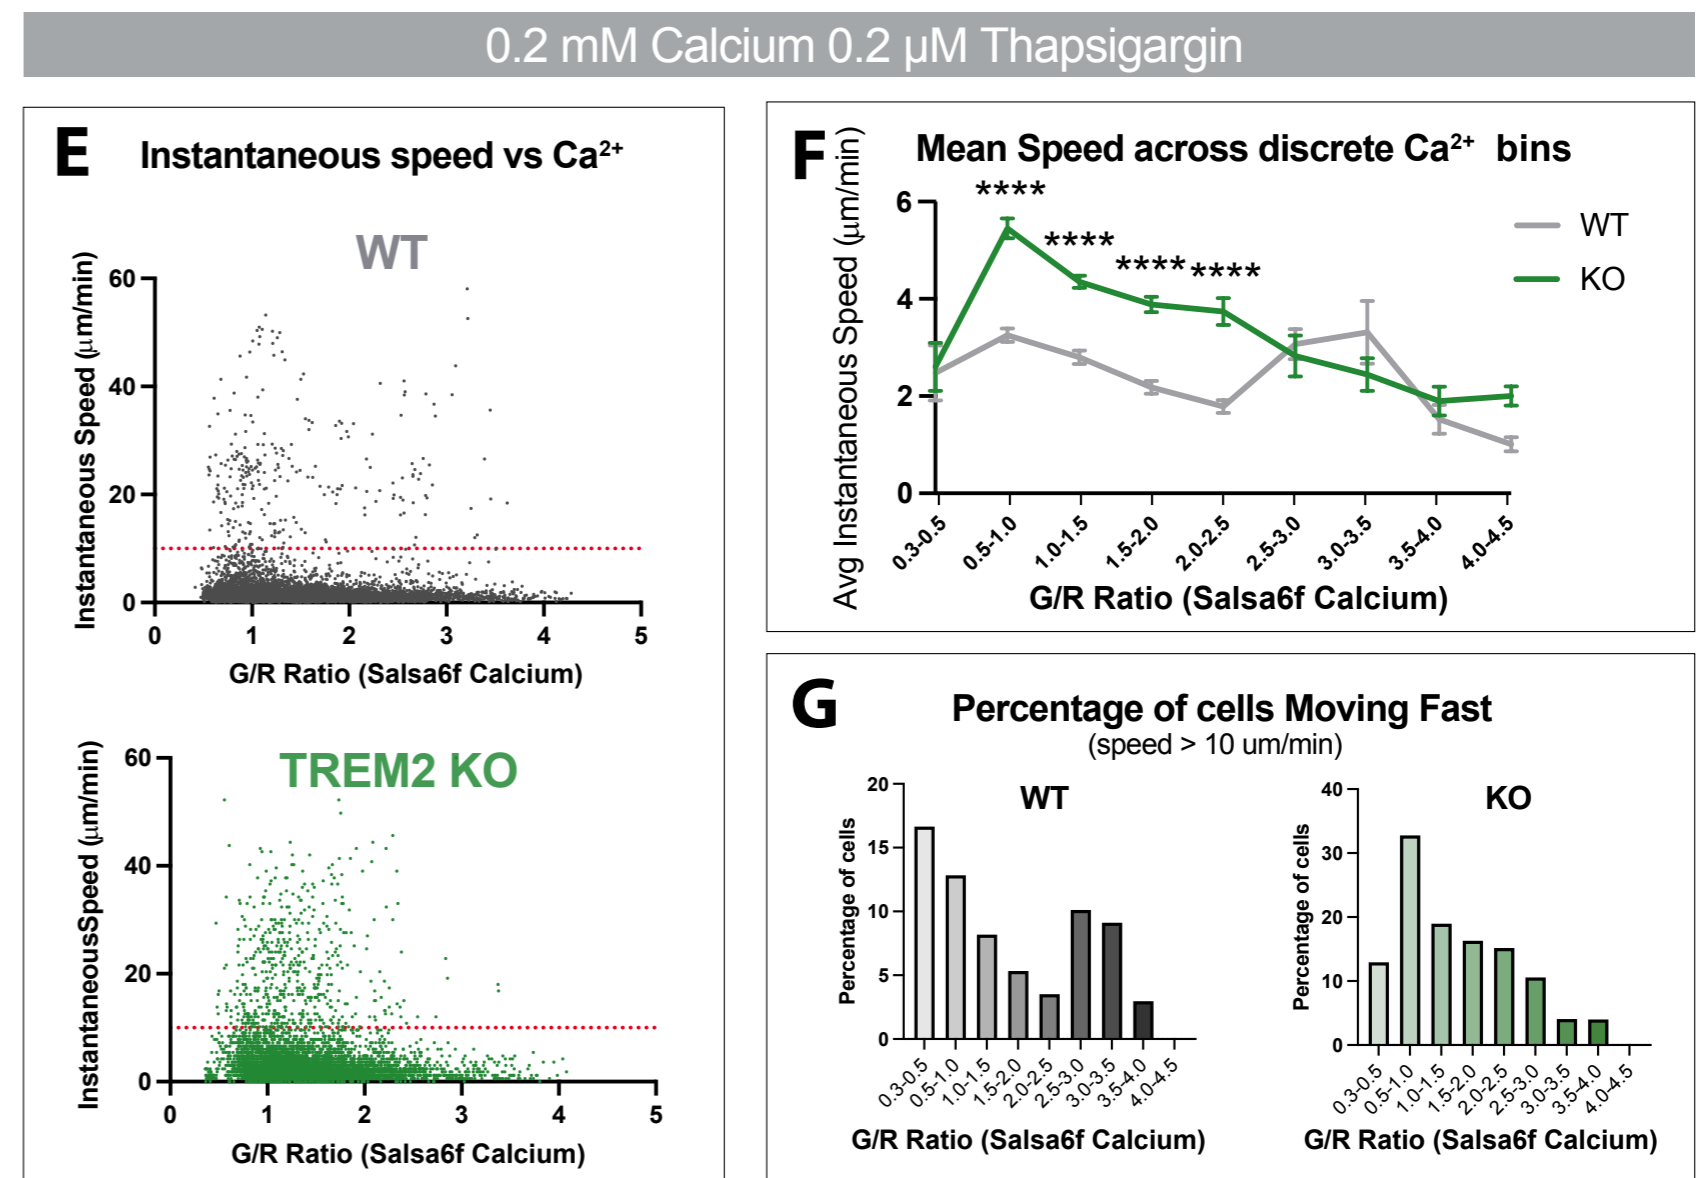 0.2 mM Calcium 0.2 µM Thapsigargin
E
Instantaneous speed vs Ca²⁺
WT
Instantaneous Speed (µm/min)
60
40
20
0
0 1 2 3 4 5
G/R Ratio (Salsa6f Calcium)
TREM2 KO
InstantaneousSpeed (µm/min)
60
40
20
0
0 1 2 3 4 5
G/R Ratio (Salsa6f Calcium)
F
Mean Speed across discrete Ca²⁺ bins
Avg Instantaneous Speed (µm/min)
6
4
2
0
****
****
**** ****
WT
KO
0.3-0.5 0.5-1.0 1.0-1.5 1.5-2.0 2.0-2.5 2.5-3.0 3.0-3.5 3.5-4.0 4.0-4.5
G/R Ratio (Salsa6f Calcium)
G
Percentage of cells Moving Fast
(speed > 10 um/min)
WT
Percentage of cells
20
15
10
5
0
0.3-0.5 0.5-1.0 1.0-1.5 1.5-2.0 2.0-2.5 2.5-3.0 3.0-3.5 3.5-4.0 4.0-4.5
G/R Ratio (Salsa6f Calcium)
KO
Percentage of cells
40
30
20
10
0
0.3-0.5 0.5-1.0 1.0-1.5 1.5-2.0 2.0-2.5 2.5-3.0 3.0-3.5 3.5-4.0 4.0-4.5
G/R Ratio (Salsa6f Calcium)